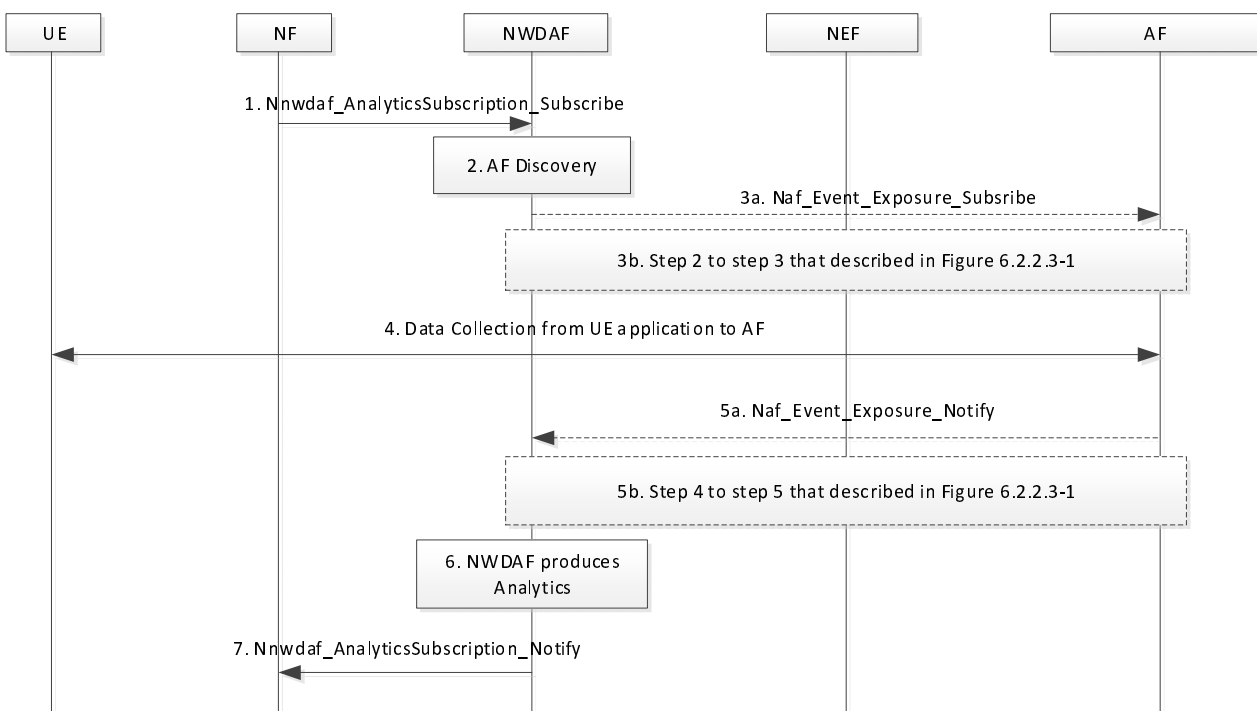 UE
NF
NWDAF
NEF
AF
1. Nnwdaf_AnalyticsSubscription_Subscribe
2. AF Discovery
3a. Naf_Event_Exposure_Subsribe
3b. Step 2 to step 3 that described in Figure 6.2.2.3-1
4. Data Collection from UE application to AF
5a. Naf_Event_Exposure_Notify
5b. Step 4 to step 5 that described in Figure 6.2.2.3-1
6. NWDAF produces
Analytics
7. Nnwdaf_AnalyticsSubscription_Notify